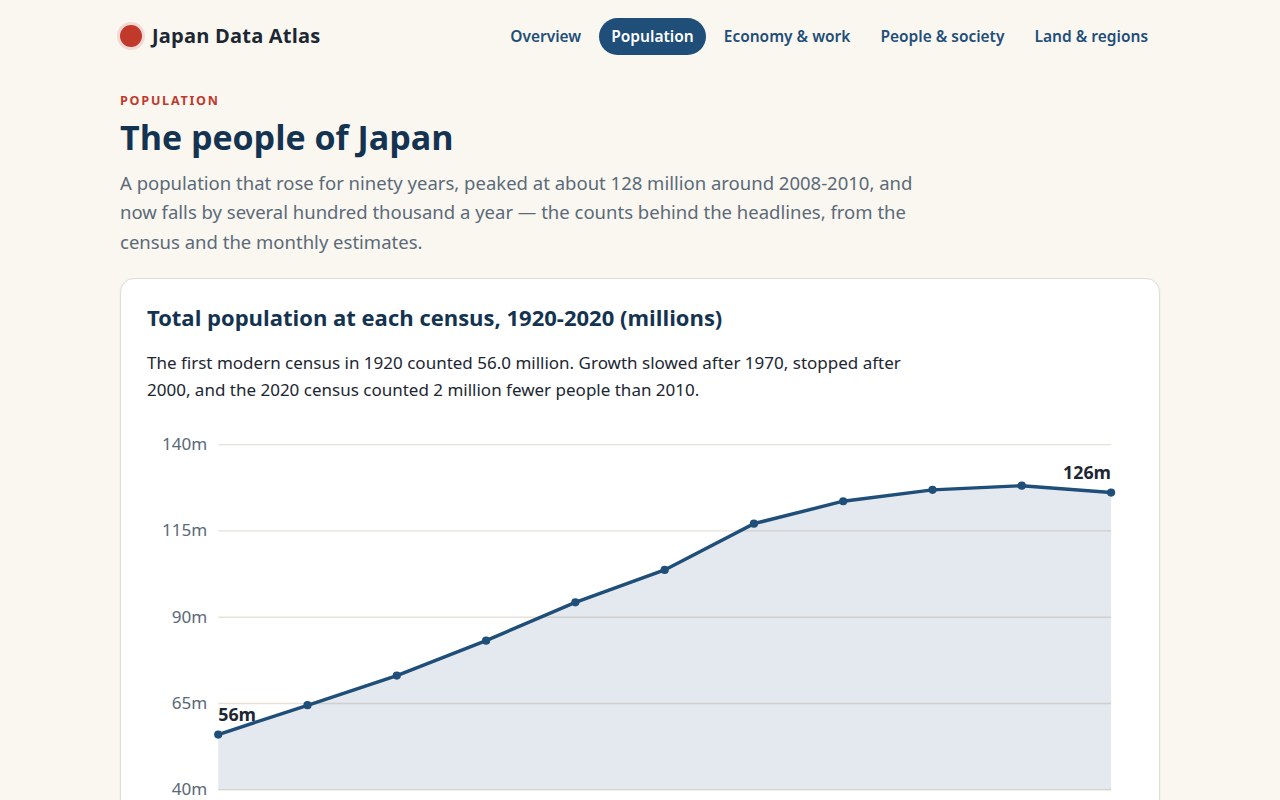 Japan Data Atlas
Overview
Population
Economy & work
People & society
Land & regions
POPULATION
The people of Japan
A population that rose for ninety years, peaked at about 128 million around 2008-2010, and
now falls by several hundred thousand a year — the counts behind the headlines, from the
census and the monthly estimates.
Total population at each census, 1920-2020 (millions)
The first modern census in 1920 counted 56.0 million. Growth slowed after 1970, stopped after
2000, and the 2020 census counted 2 million fewer people than 2010.
140m
126m
115m
90m
65m
56m
40m